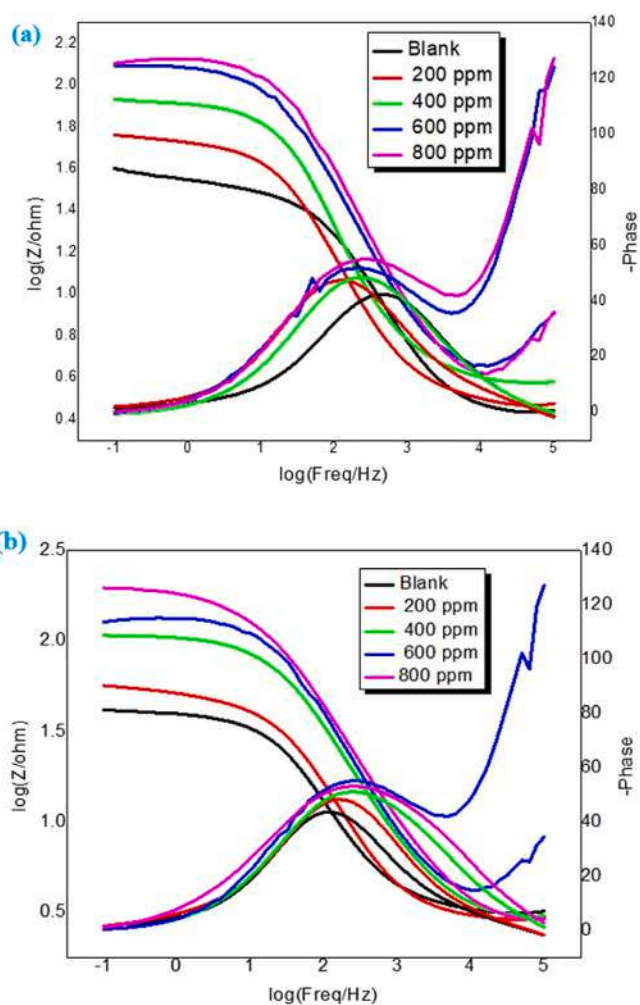 (a)
2.2
2.0
1.8
1.6
1.4
1.2
1.0
0.8
0.6
0.4
log(Z/ohm)
140
120
100
80
60
40
20
0
-Phase
Blank
200 ppm
400 ppm
600 ppm
800 ppm
-1 0 1 2 3 4 5
log(Freq/Hz)
(b)
2.5
2.0
1.5
1.0
0.5
log(Z/ohm)
140
120
100
80
60
40
20
0
-Phase
Blank
200 ppm
400 ppm
600 ppm
800 ppm
-1 0 1 2 3 4 5
log(Freq/Hz)